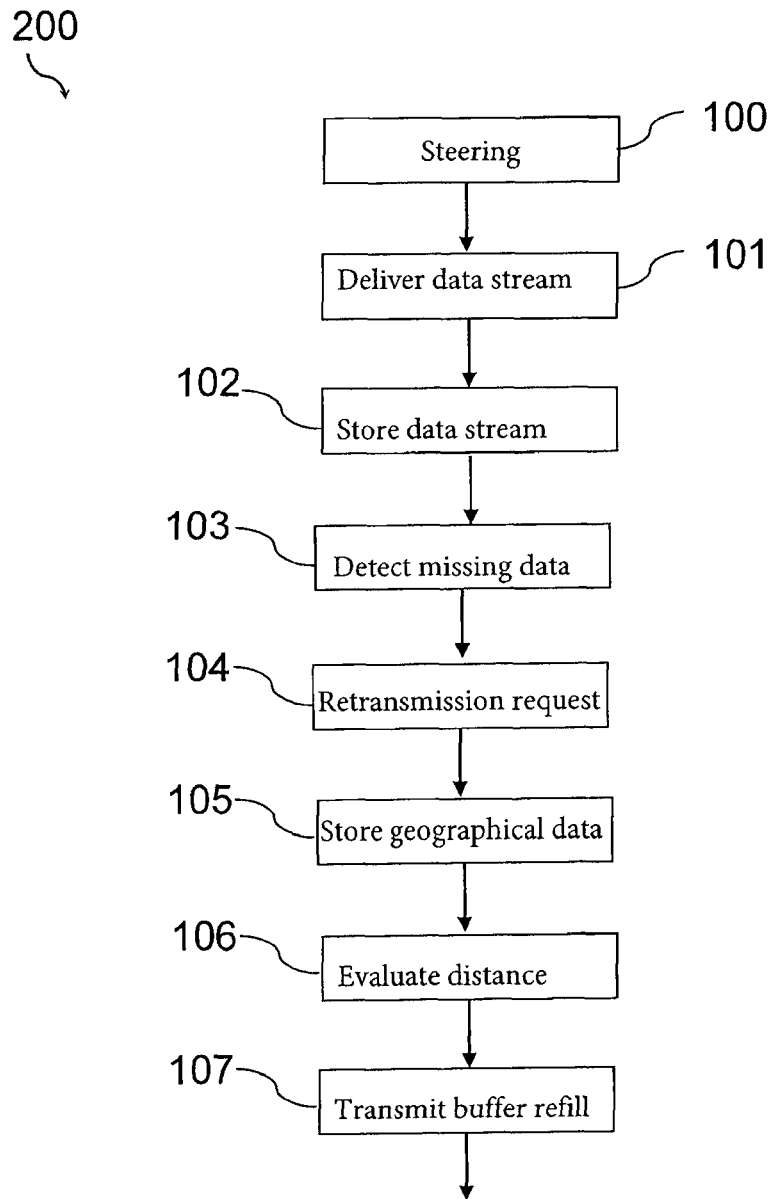 200
100
Steering
101
Deliver data stream
102
Store data stream
103
Detect missing data
104
Retransmission request
105
Store geographical data
106
Evaluate distance
107
Transmit buffer refill